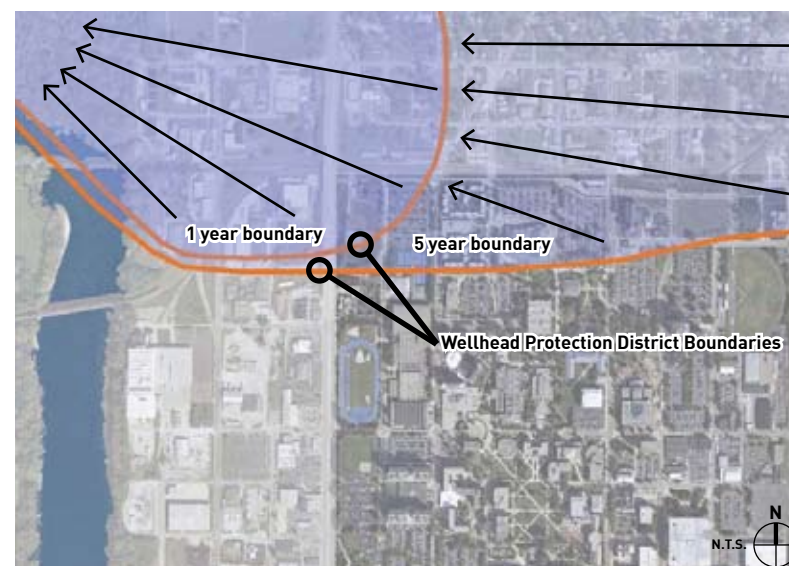 1 year boundary
5 year boundary
Wellhead Protection District Boundaries
N
N.T.S.